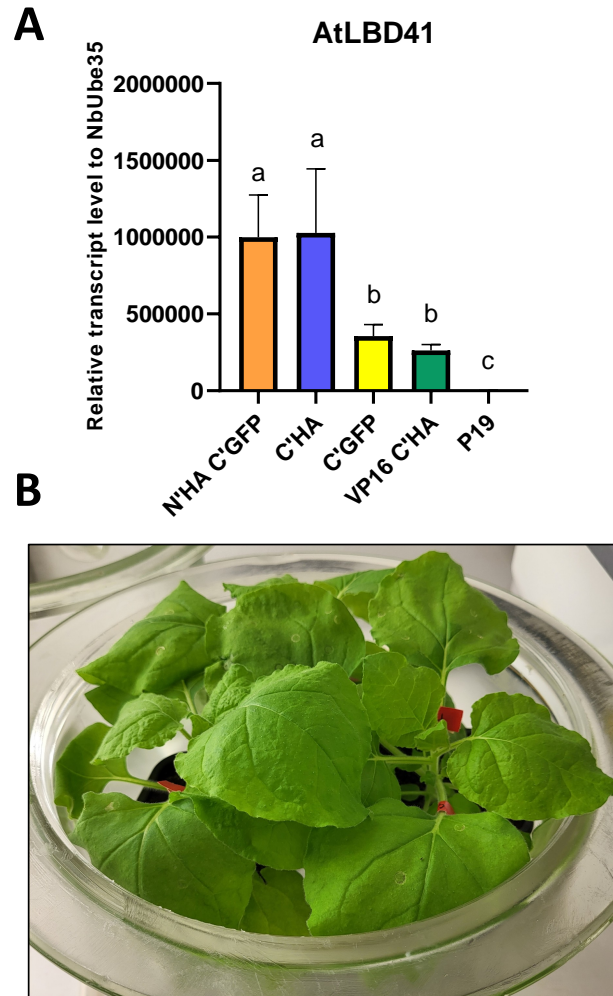 A
AtLBD41
Relative transcript level to NbUbe35
2000000
1500000
1000000
500000
0
a
a
b
b
c
N'HA C'GFP
C'HA
C'GFP
VP16 C'HA
P19
B